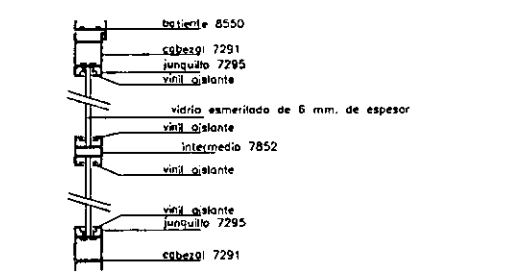 batiente 8550
cabezal 7291
junquillo 7295
vinil aislante
vidrio esmerilado de 6 mm. de espesor
vinil aislante
intermedio 7852
vinil aislante
vinil aislante
junquillo 7295
cabezal 7291